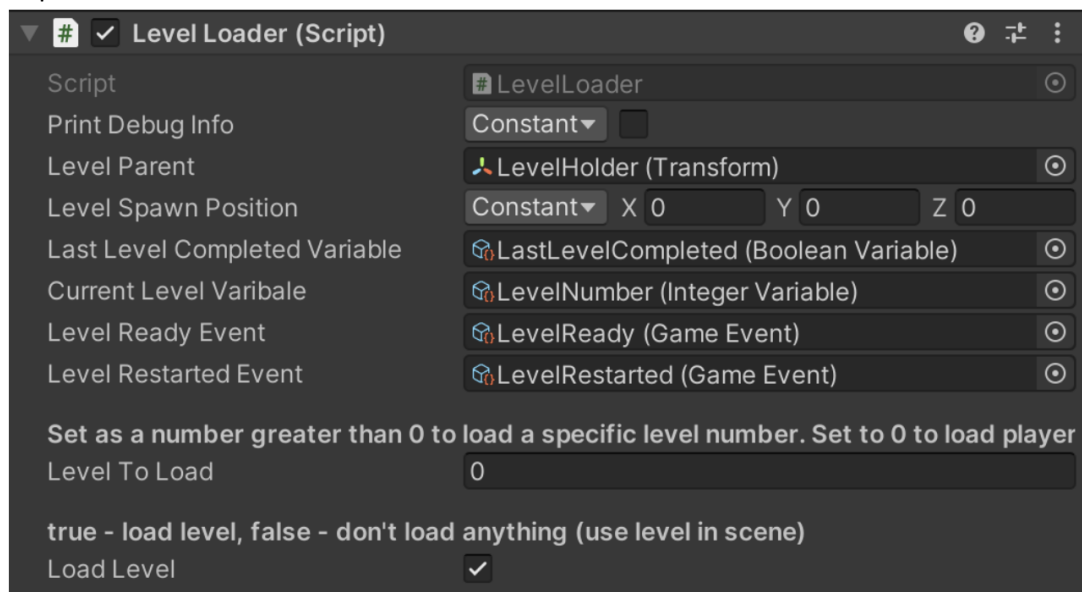 # Level Loader (Script)
Script # LevelLoader
Print Debug Info Constant
Level Parent LevelHolder (Transform)
Level Spawn Position Constant X 0 Y 0 Z 0
Last Level Completed Variable LastLevelCompleted (Boolean Variable)
Current Level Varibale LevelNumber (Integer Variable)
Level Ready Event LevelReady (Game Event)
Level Restarted Event LevelRestarted (Game Event)
Set as a number greater than 0 to load a specific level number. Set to 0 to load player
Level To Load 0
true - load level, false - don't load anything (use level in scene)
Load Level